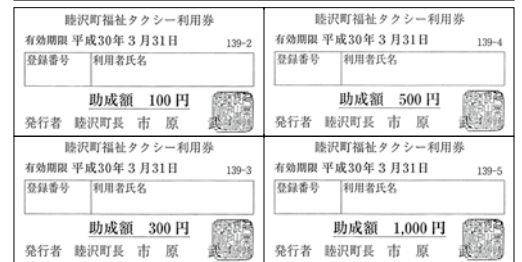 睦沢町福祉タクシー利用券
有効期限 平成30年3月31日 139-2
登録番号 利用者氏名
助成額 100円
発行者 睦沢町長 市 原 武
睦沢町福祉タクシー利用券
有効期限 平成30年3月31日 139-4
登録番号 利用者氏名
助成額 500円
発行者 睦沢町長 市 原 武
睦沢町福祉タクシー利用券
有効期限 平成30年3月31日 139-3
登録番号 利用者氏名
助成額 300円
発行者 睦沢町長 市 原 武
睦沢町福祉タクシー利用券
有効期限 平成30年3月31日 139-5
登録番号 利用者氏名
助成額 1,000円
発行者 睦沢町長 市 原 武